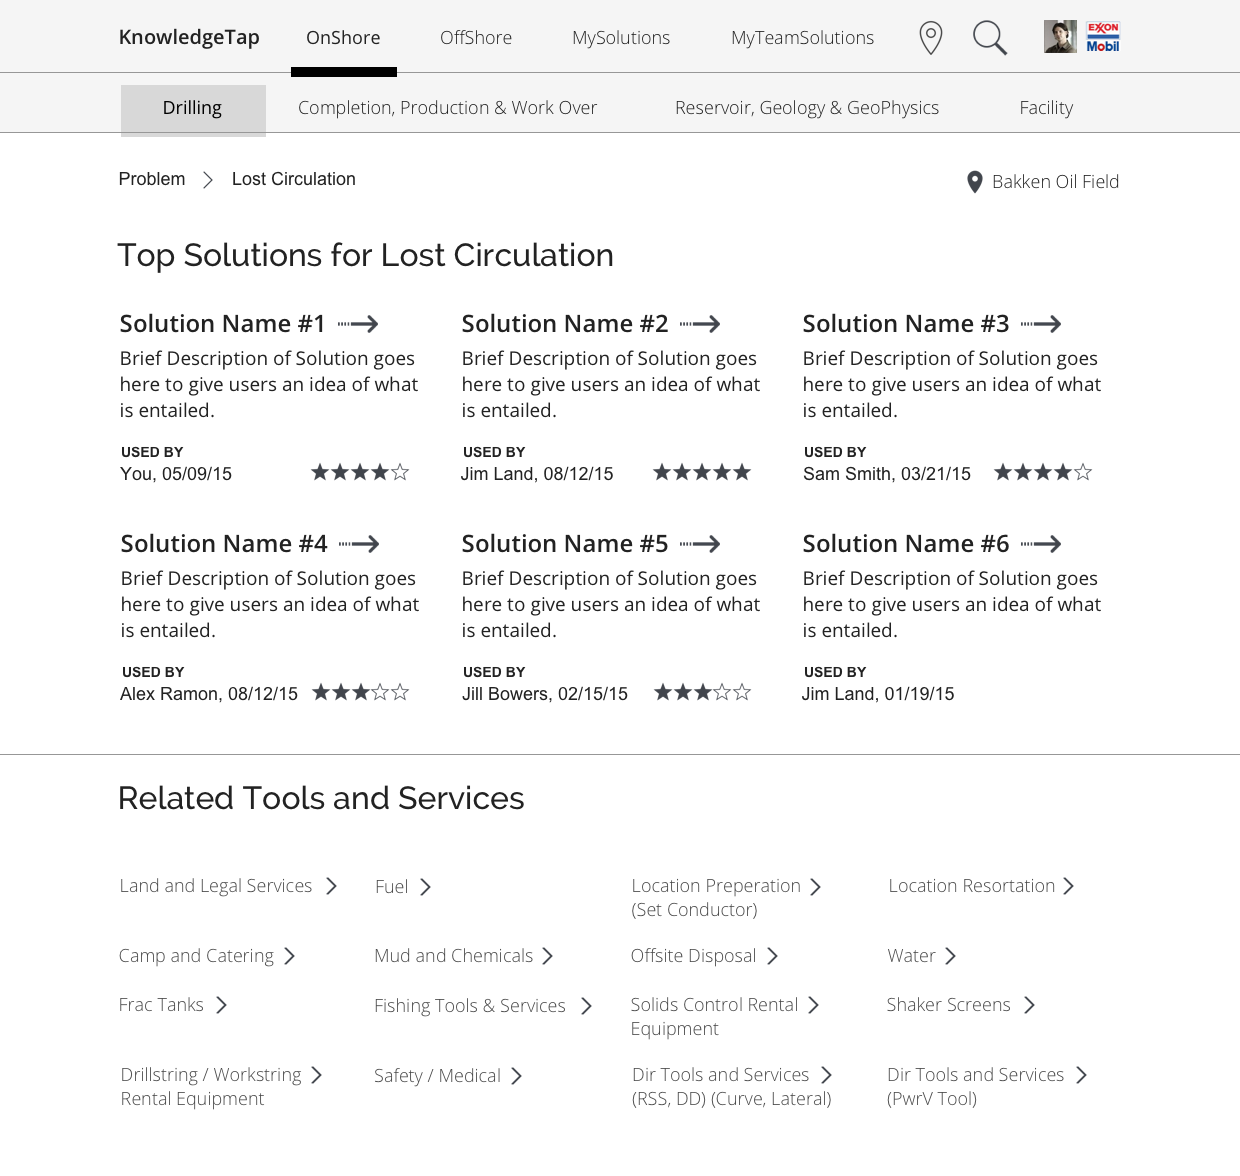 KnowledgeTap OnShore OffShore MySolutions MyTeamSolutions EXXON
Mobil
Drilling Completion, Production & Work Over Reservoir, Geology & GeoPhysics Facility
Problem Lost Circulation Bakken Oil Field
Top Solutions for Lost Circulation
Solution Name #1
Brief Description of Solution goes
here to give users an idea of what
is entailed.
USED BY
You, 05/09/15
Solution Name #2
Brief Description of Solution goes
here to give users an idea of what
is entailed.
USED BY
Jim Land, 08/12/15
Solution Name #3
Brief Description of Solution goes
here to give users an idea of what
is entailed.
USED BY
Sam Smith, 03/21/15
Solution Name #4
Brief Description of Solution goes
here to give users an idea of what
is entailed.
USED BY
Alex Ramon, 08/12/15
Solution Name #5
Brief Description of Solution goes
here to give users an idea of what
is entailed.
USED BY
Jill Bowers, 02/15/15
Solution Name #6
Brief Description of Solution goes
here to give users an idea of what
is entailed.
USED BY
Jim Land, 01/19/15
Related Tools and Services
Land and Legal Services
Fuel
Location Preperation
(Set Conductor)
Location Resortation
Camp and Catering
Mud and Chemicals
Offsite Disposal
Water
Frac Tanks
Fishing Tools & Services
Solids Control Rental
Equipment
Shaker Screens
Drillstring / Workstring
Rental Equipment
Safety / Medical
Dir Tools and Services
(RSS, DD) (Curve, Lateral)
Dir Tools and Services
(PwrV Tool)